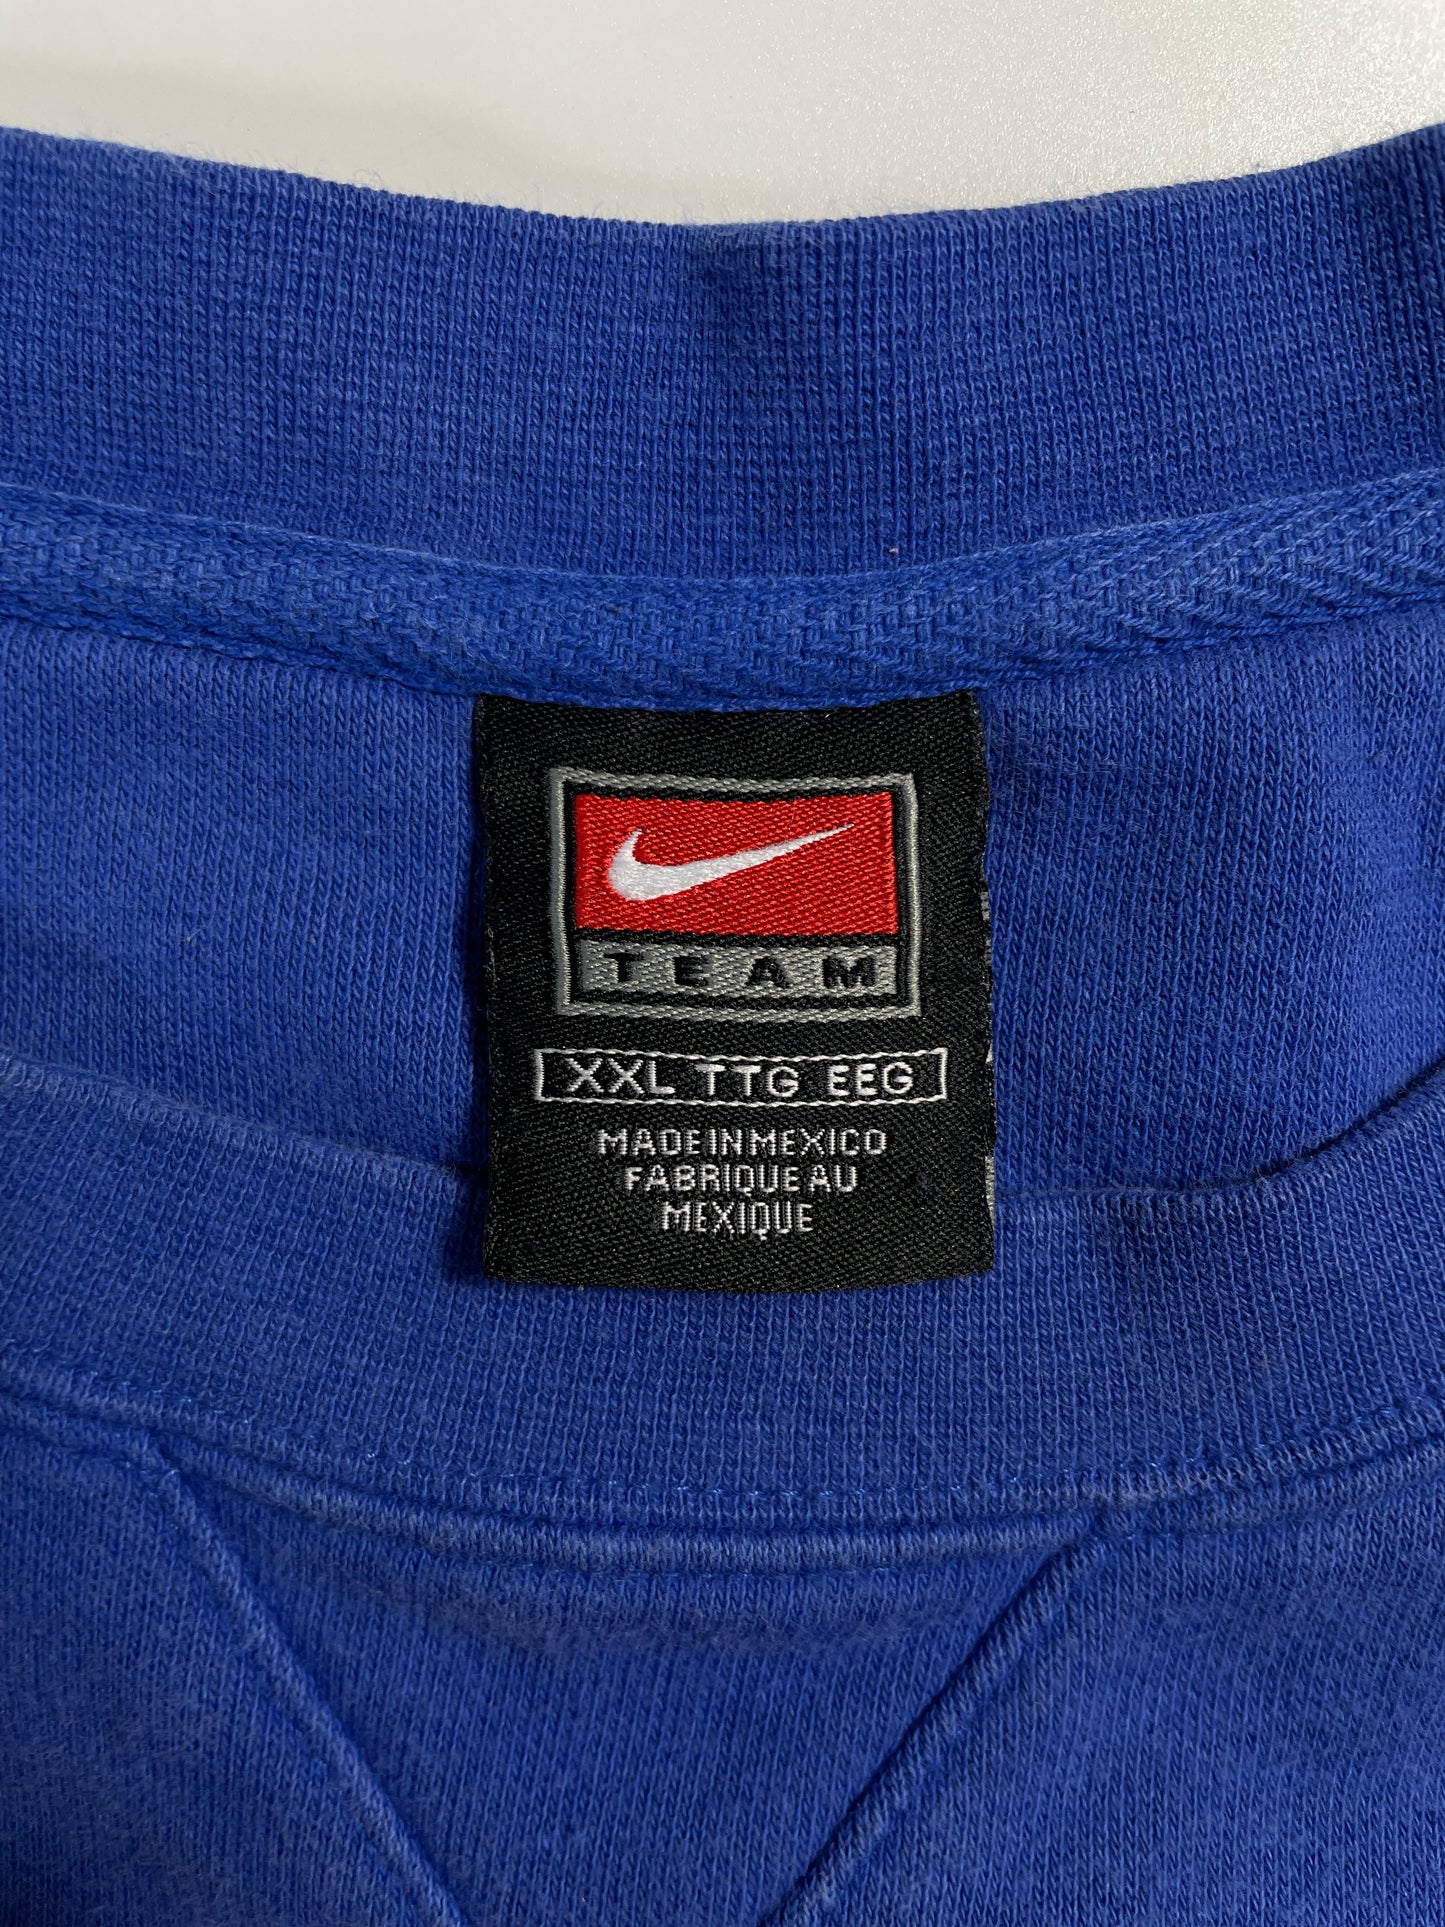 TEAM
XXL TTG EEG
MADE IN MEXICO
FABRIQUE AU
MEXIQUE